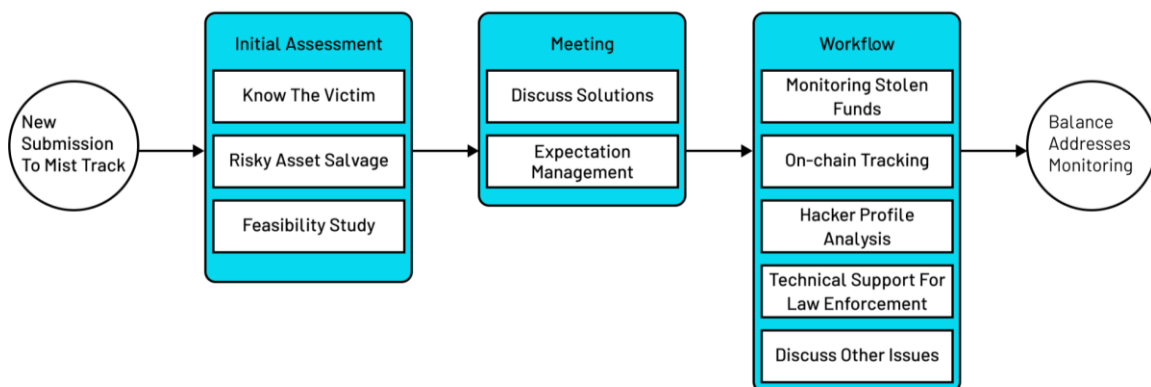 New
Submission
To Mist Track
Initial Assessment
Know The Victim
Risky Asset Salvage
Feasibility Study
Meeting
Discuss Solutions
Expectation
Management
Workflow
Monitoring Stolen
Funds
On-chain Tracking
Hacker Profile
Analysis
Technical Support For
Law Enforcement
Discuss Other Issues
Balance
Addresses
Monitoring